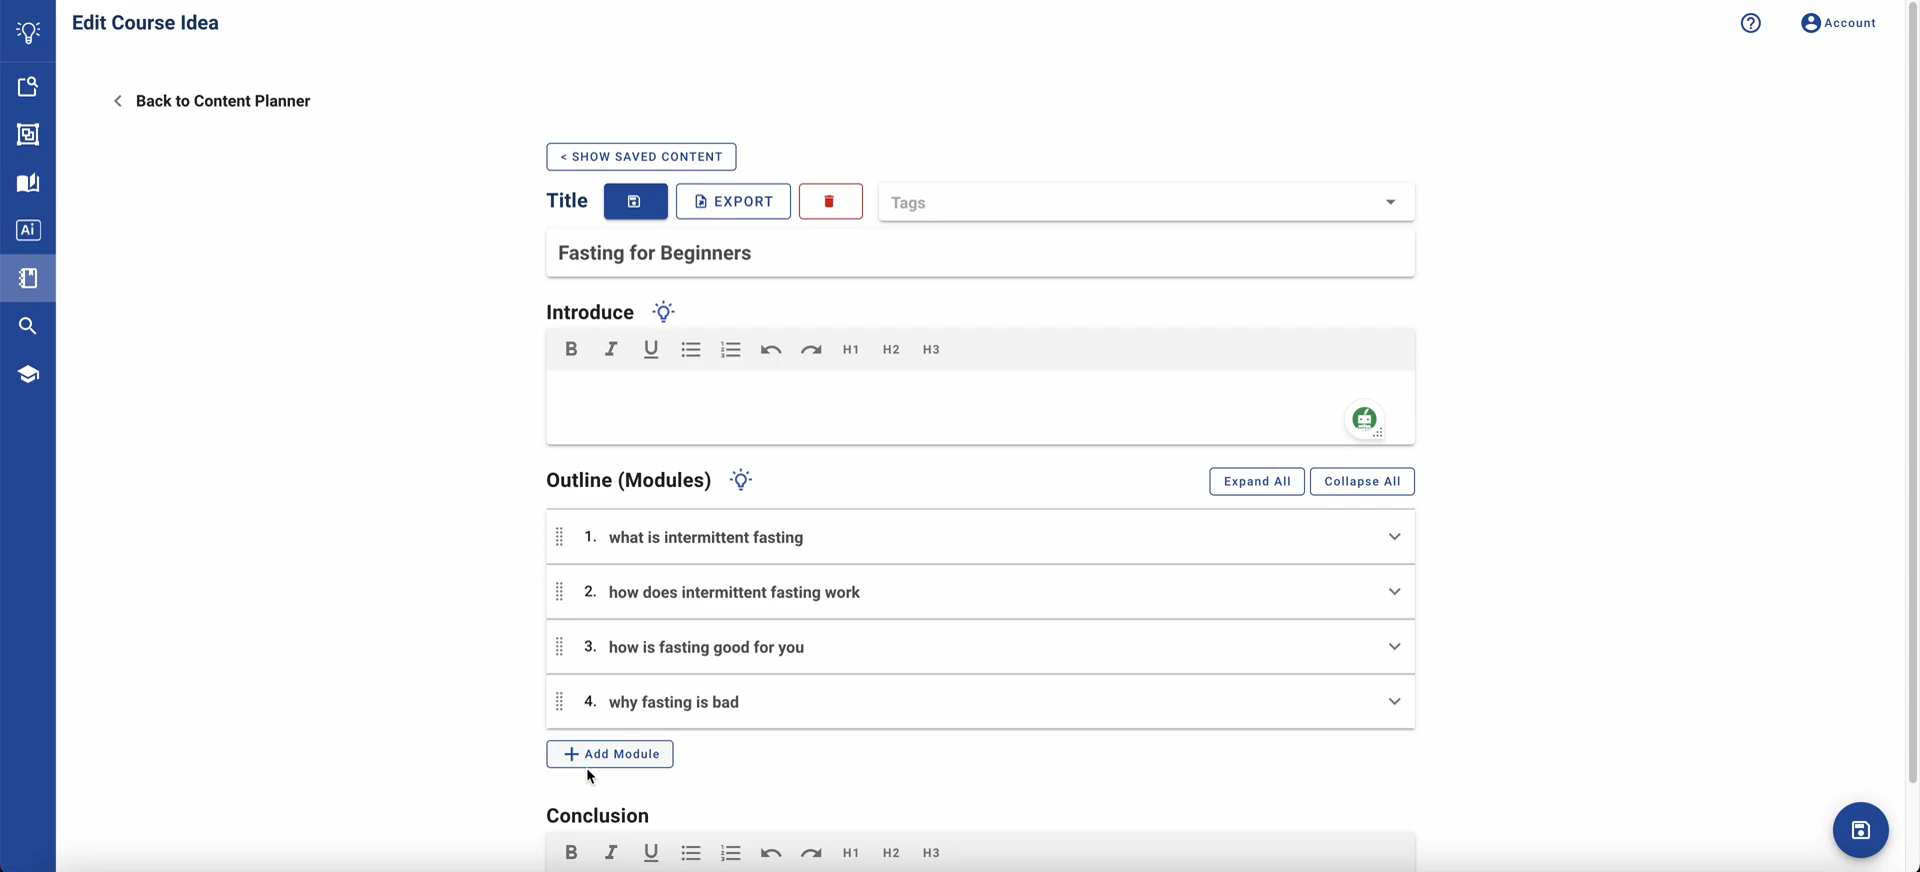 Edit Course Idea
Account
Ai
Back to Content Planner
< SHOW SAVED CONTENT
Title
EXPORT
Tags
Fasting for Beginners
Introduce
B I U H1 H2 H3
Outline (Modules)
Expand All
Collapse All
1. what is intermittent fasting
2. how does intermittent fasting work
3. how is fasting good for you
4. why fasting is bad
+ Add Module
Conclusion
B I U H1 H2 H3